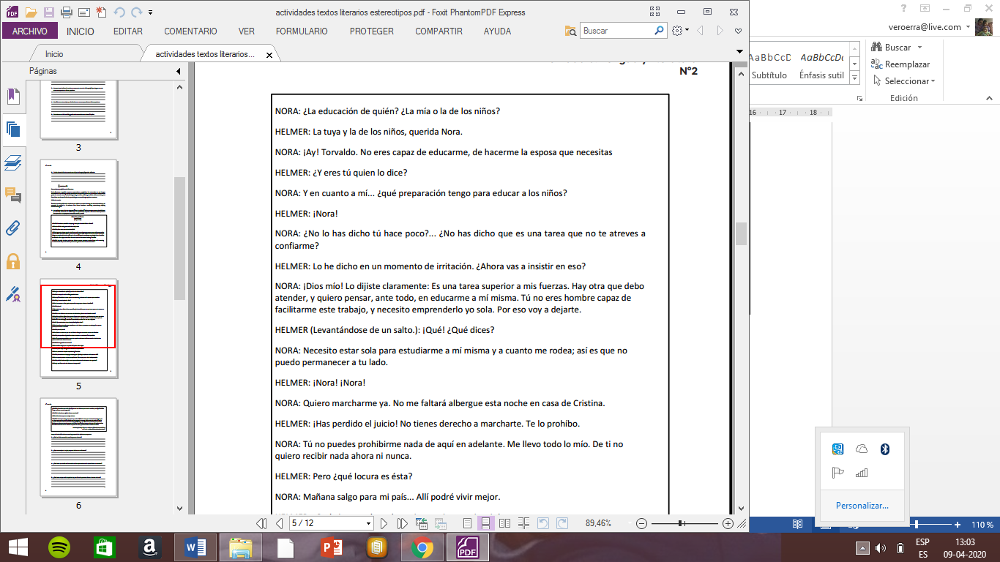 actividades textos literarios estereotipos.pdf - Foxit PhantomPDF Express
ARCHIVO INICIO EDITAR COMENTARIO VER FORMULARIO PROTEGER COMPARTIR AYUDA
Buscar
Inicio
actividades textos literarios...
Páginas
3
4
5
6
N°2
NORA: ¿La educación de quién? ¿La mía o la de los niños?
HELMER: La tuya y la de los niños, querida Nora.
NORA: ¡Ay! Torvaldo. No eres capaz de educarme, de hacerme la esposa que necesitas
HELMER: ¿Y eres tú quien lo dice?
NORA: Y en cuanto a mí... ¿qué preparación tengo para educar a los niños?
HELMER: ¡Nora!
NORA: ¿No lo has dicho tú hace poco?... ¿No has dicho que es una tarea que no te atreves a
confiarme?
HELMER: Lo he dicho en un momento de irritación. ¿Ahora vas a insistir en eso?
NORA: ¡Dios mío! Lo dijiste claramente: Es una tarea superior a mis fuerzas. Hay otra que debo
atender, y quiero pensar, ante todo, en educarme a mí misma. Tú no eres hombre capaz de
facilitarme este trabajo, y necesito emprenderlo yo sola. Por eso voy a dejarte.
HELMER (Levantándose de un salto.): ¡Qué! ¿Qué dices?
NORA: Necesito estar sola para estudiarme a mí misma y a cuanto me rodea; así es que no
puedo permanecer a tu lado.
HELMER: ¡Nora! ¡Nora!
NORA: Quiero marcharme ya. No me faltará albergue esta noche en casa de Cristina.
HELMER: ¡Has perdido el juicio! No tienes derecho a marcharte. Te lo prohíbo.
NORA: Tú no puedes prohibirme nada de aquí en adelante. Me llevo todo lo mío. De ti no
quiero recibir nada ahora ni nunca.
HELMER: Pero ¿qué locura es ésta?
NORA: Mañana salgo para mi país... Allí podré vivir mejor.
5 / 12
89,46%
veroerra@live.com
AaBbCcD AaBbCcDc
Subtítulo Énfasis sutil
Buscar
Reemplazar
Seleccionar
Edición
16 17 18
Personalizar...
110 %
ESP
ES
13:03
09-04-2020